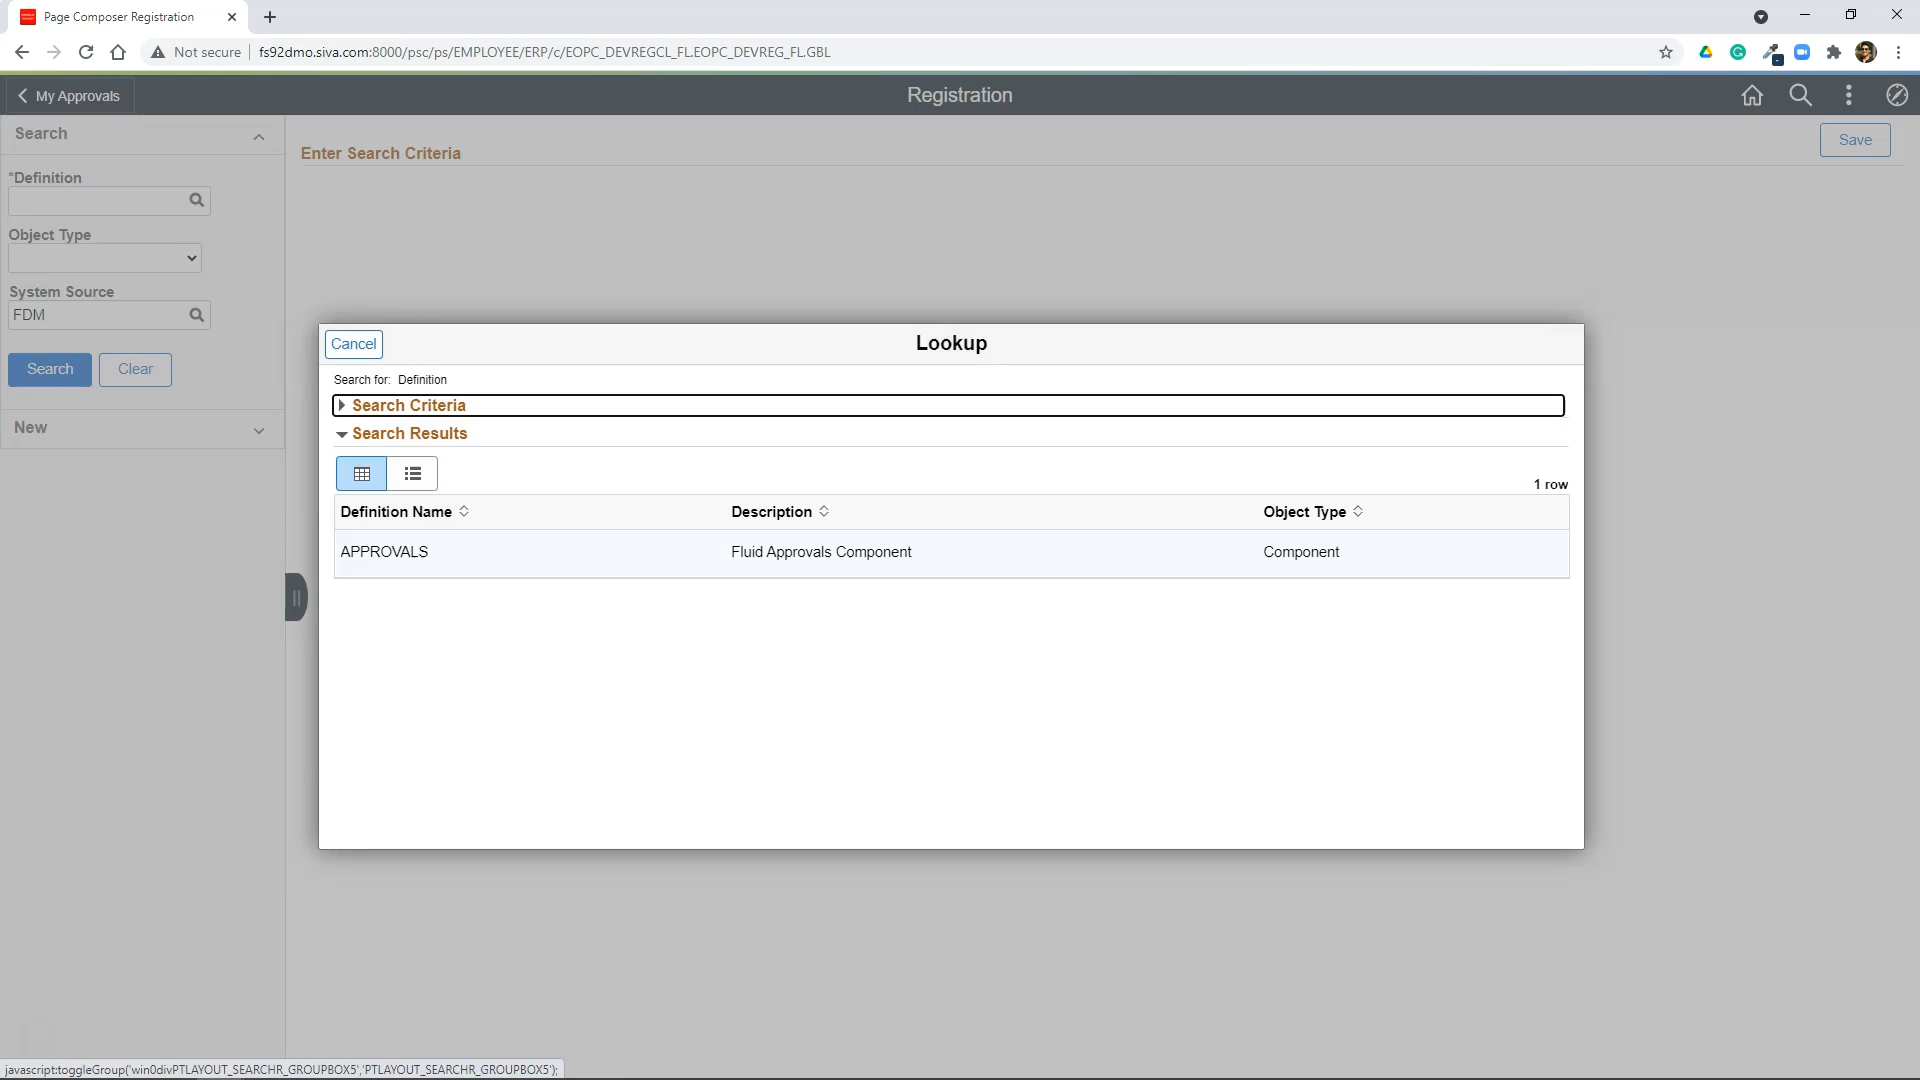 Page Composer Registration
Not secure
fs92dmo.siva.com:8000/psc/ps/EMPLOYEE/ERP/c/EOPC_DEVREGCL_FL.EOPC_DEVREG_FL.GBL
My Approvals
Registration
Search
Enter Search Criteria
Save
*Definition
Object Type
System Source
FDM
Search
Clear
New
Cancel
Lookup
Search for: Definition
Search Criteria
Search Results
1 row
Definition Name
Description
Object Type
APPROVALS
Fluid Approvals Component
Component
javascript:toggleGroup('win0divPTLAYOUT_SEARCHR_GROUPBOX5','PTLAYOUT_SEARCHR_GROUPBOX5');